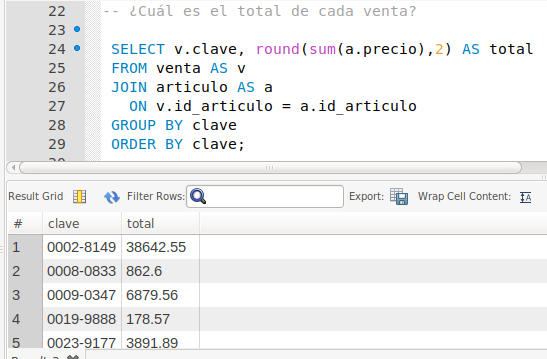 22 -- ¿Cuál es el total de cada venta?
23
24 SELECT v.clave, round(sum(a.precio),2) AS total
25 FROM venta AS v
26 JOIN articulo AS a
27 ON v.id_articulo = a.id_articulo
28 GROUP BY clave
29 ORDER BY clave;
Result Grid Filter Rows: Export: Wrap Cell Content:
# clave total
1 0002-8149 38642.55
2 0008-0833 862.6
3 0009-0347 6879.56
4 0019-9888 178.57
5 0023-9177 3891.89